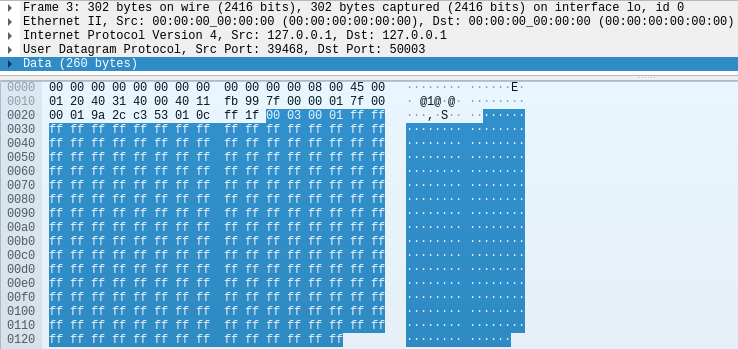 Frame 3: 302 bytes on wire (2416 bits), 302 bytes captured (2416 bits) on interface lo, id 0
Ethernet II, Src: 00:00:00_00:00:00 (00:00:00:00:00:00), Dst: 00:00:00_00:00:00 (00:00:00:00:00:00)
Internet Protocol Version 4, Src: 127.0.0.1, Dst: 127.0.0.1
User Datagram Protocol, Src Port: 39468, Dst Port: 50003
Data (260 bytes)
0000 00 00 00 00 00 00 00 00 00 00 00 00 08 00 45 00 ········ ······E·
0010 01 20 40 31 40 00 40 11 fb 99 7f 00 00 01 7f 00 · @1@·@· ········
0020 00 01 9a 2c c3 53 01 0c ff 1f 00 03 00 01 ff ff ···,·S·· ········
0030 ff ff ff ff ff ff ff ff ff ff ff ff ff ff ff ff ········ ········
0040 ff ff ff ff ff ff ff ff ff ff ff ff ff ff ff ff ········ ········
0050 ff ff ff ff ff ff ff ff ff ff ff ff ff ff ff ff ········ ········
0060 ff ff ff ff ff ff ff ff ff ff ff ff ff ff ff ff ········ ········
0070 ff ff ff ff ff ff ff ff ff ff ff ff ff ff ff ff ········ ········
0080 ff ff ff ff ff ff ff ff ff ff ff ff ff ff ff ff ········ ········
0090 ff ff ff ff ff ff ff ff ff ff ff ff ff ff ff ff ········ ········
00a0 ff ff ff ff ff ff ff ff ff ff ff ff ff ff ff ff ········ ········
00b0 ff ff ff ff ff ff ff ff ff ff ff ff ff ff ff ff ········ ········
00c0 ff ff ff ff ff ff ff ff ff ff ff ff ff ff ff ff ········ ········
00d0 ff ff ff ff ff ff ff ff ff ff ff ff ff ff ff ff ········ ········
00e0 ff ff ff ff ff ff ff ff ff ff ff ff ff ff ff ff ········ ········
00f0 ff ff ff ff ff ff ff ff ff ff ff ff ff ff ff ff ········ ········
0100 ff ff ff ff ff ff ff ff ff ff ff ff ff ff ff ff ········ ········
0110 ff ff ff ff ff ff ff ff ff ff ff ff ff ff ff ff ········ ········
0120 ff ff ff ff ff ff ff ff ff ff ff ff ff ff ········ ······